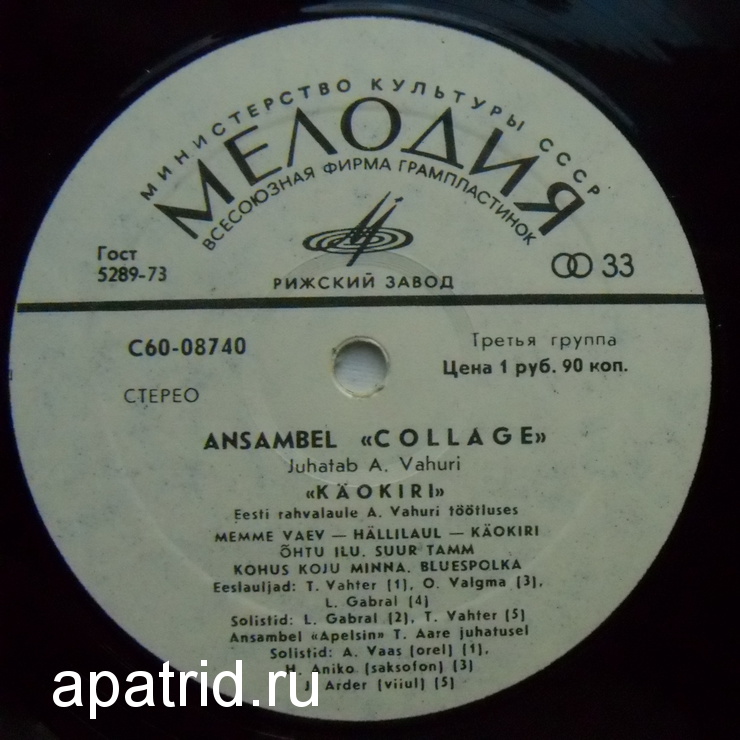 МИНИСТЕРСТВО КУЛЬТУРЫ СССР
МЕЛОДИЯ
ВСЕСОЮЗНАЯ ФИРМА ГРАМПЛАСТИНОК
Гост
5289-73
РИЖСКИЙ ЗАВОД
33
С60-08740
Третья группа
Цена 1 руб. 90 коп.
СТЕРЕО
ANSAMBEL «COLLAGE»
Juhatab A. Vahuri
«KÄOKIRI»
Eesti rahvalaule A. Vahuri töötluses
MEMME VAEV — HÄLLILAUL — KÄOKIRI
ÕHTU ILU. SUUR TAMM
KOHUS KOJU MINNA. BLUESPOLKA
Eeslauljad: T. Vahter (1), O. Valgma (3),
L. Gabral (4)
Solistid: L. Gabral (2), T. Vahter (5)
Ansambel «Apelsin» T. Aare juhatusel
Solistid: A. Vaas (orel) (1),
H. Aniko (saksofon) (3)
J. Arder (viiul) (5)
apatrid.ru